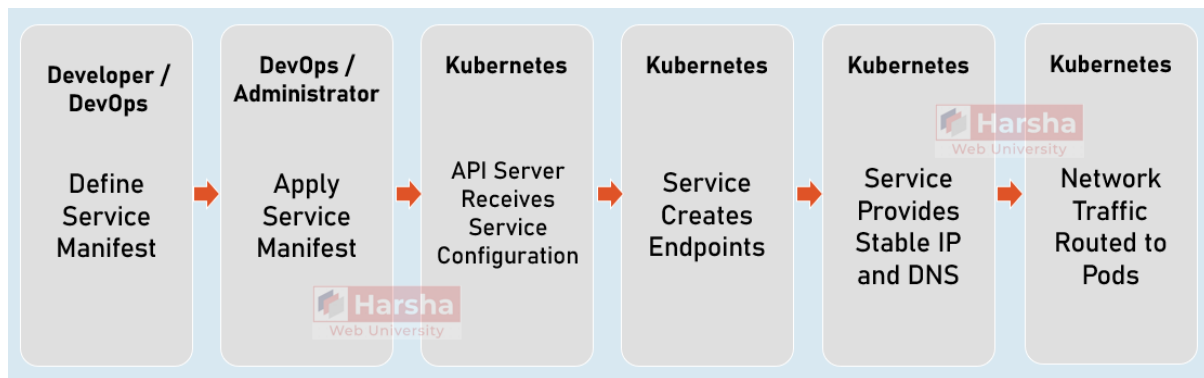 Developer /
DevOps
Define
Service
Manifest
DevOps /
Administrator
Apply
Service
Manifest
Harsha
Web University
Kubernetes
API Server
Receives
Service
Configuration
Kubernetes
Service
Creates
Endpoints
Kubernetes
Service
Provides
Stable IP
and DNS
Harsha
Web University
Kubernetes
Network
Traffic
Routed to
Pods